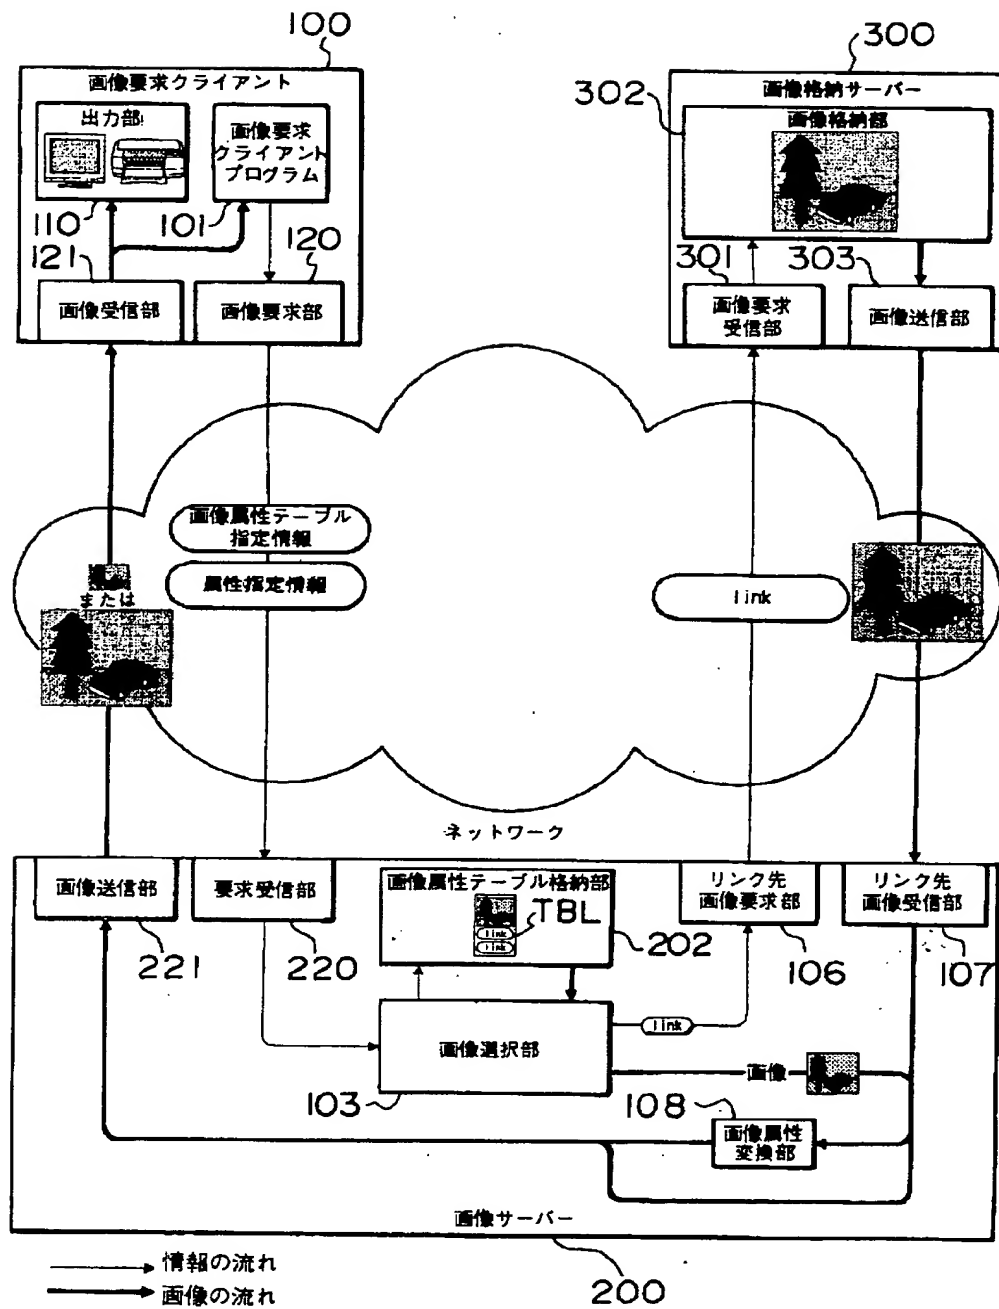 100
画像要求クライアント
出力部
画像要求
クライアント
プログラム
110
101
121
120
画像受信部
画像要求部
300
画像格納サーバー
302
画像格納部
301
303
画像要求
受信部
画像送信部
画像属性テーブル
指定情報
属性指定情報
または
link
ネットワーク
画像送信部
要求受信部
画像属性テーブル格納部
link
link
TBL
リンク先
画像要求部
リンク先
画像受信部
221
220
202
106
107
画像選択部
link
103
画像
108
画像属性
変換部
画像サーバー
200
情報の流れ
画像の流れ